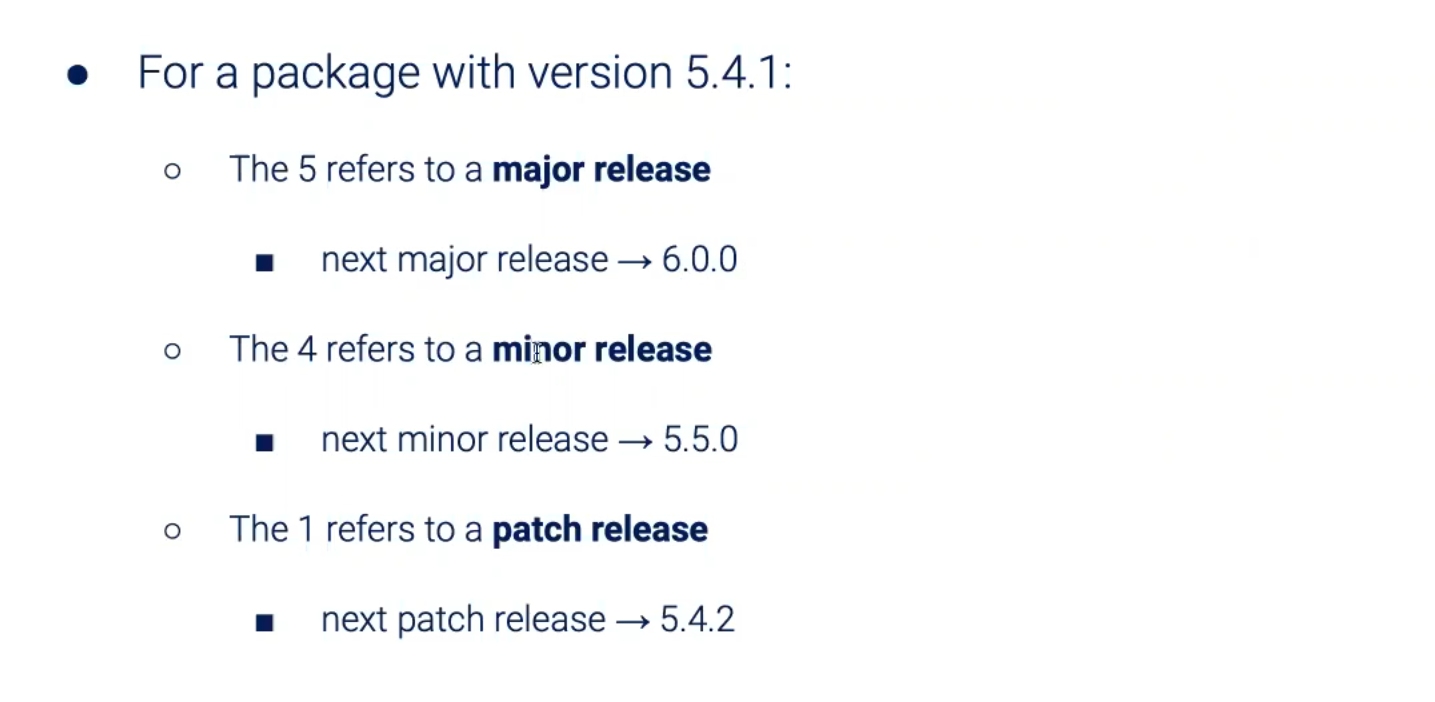 ● For a package with version 5.4.1:
○ The 5 refers to a major release
■ next major release → 6.0.0
○ The 4 refers to a minor release
■ next minor release → 5.5.0
○ The 1 refers to a patch release
■ next patch release → 5.4.2